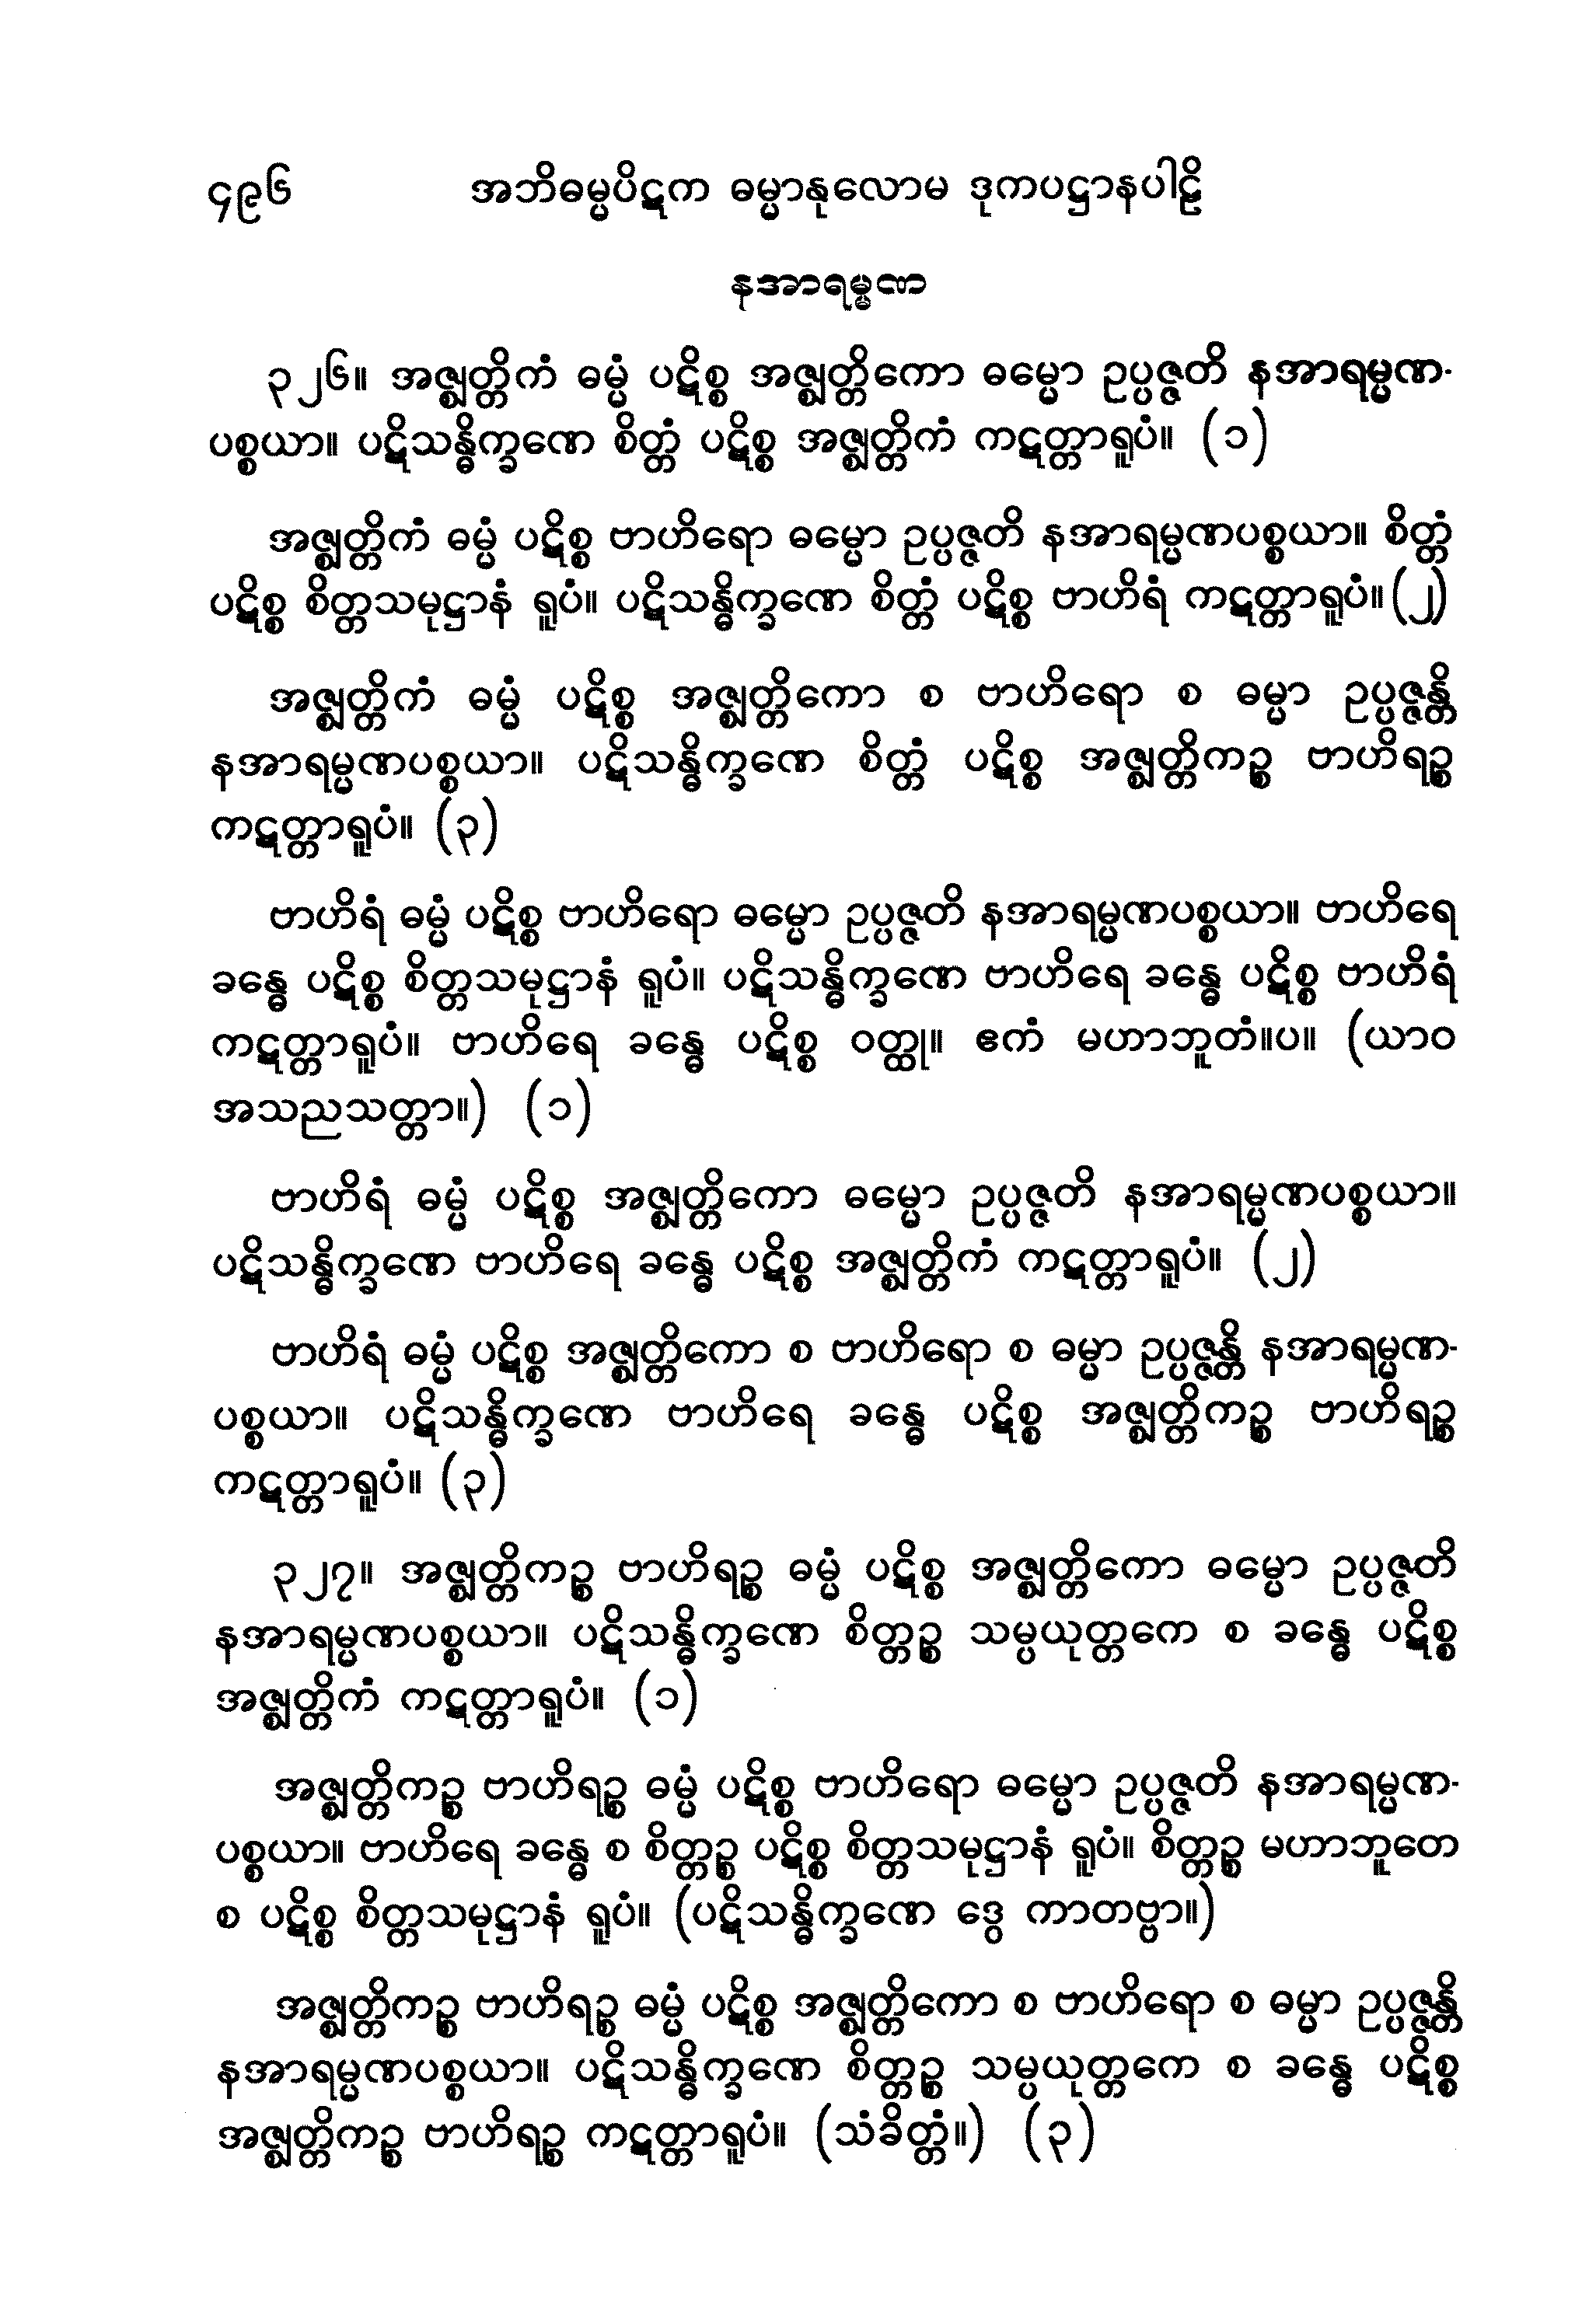 ၄၉၆ အဘိဓမ္မပိဋက ဓမ္မာနုလောမ ဒုကပဋ္ဌာနပါဠိ
နအာရမ္မဏ
၃၂၆။ အဇ္ဈတ္တိကံ ဓမ္မံ ပဋိစ္စ အဇ္ဈတ္တိကော ဓမ္မော ဥပ္ပဇ္ဇတိ နအာရမ္မဏ-
ပစ္စယာ။ ပဋိသန္ဓိက္ခဏေ စိတ္တံ ပဋိစ္စ အဇ္ဈတ္တိကံ ကဋတ္တာရူပံ။ (၁)
အဇ္ဈတ္တိကံ ဓမ္မံ ပဋိစ္စ ဗာဟိရော ဓမ္မော ဥပ္ပဇ္ဇတိ နအာရမ္မဏပစ္စယာ။ စိတ္တံ
ပဋိစ္စ စိတ္တသမုဋ္ဌာနံ ရူပံ။ ပဋိသန္ဓိက္ခဏေ စိတ္တံ ပဋိစ္စ ဗာဟိရံ ကဋတ္တာရူပံ။ (၂)
အဇ္ဈတ္တိကံ ဓမ္မံ ပဋိစ္စ အဇ္ဈတ္တိကော စ ဗာဟိရော စ ဓမ္မာ ဥပ္ပဇ္ဇန္တိ
နအာရမ္မဏပစ္စယာ။ ပဋိသန္ဓိက္ခဏေ စိတ္တံ ပဋိစ္စ အဇ္ဈတ္တိကဉ္စ ဗာဟိရဉ္စ
ကဋတ္တာရူပံ။ (၃)
ဗာဟိရံ ဓမ္မံ ပဋိစ္စ ဗာဟိရော ဓမ္မော ဥပ္ပဇ္ဇတိ နအာရမ္မဏပစ္စယာ။ ဗာဟိရေ
ခန္ဓေ ပဋိစ္စ စိတ္တသမုဋ္ဌာနံ ရူပံ။ ပဋိသန္ဓိက္ခဏေ ဗာဟိရေ ခန္ဓေ ပဋိစ္စ ဗာဟိရံ
ကဋတ္တာရူပံ။ ဗာဟိရေ ခန္ဓေ ပဋိစ္စ ဝတ္ထု။ ဧကံ မဟာဘူတံ။ပ။ (ယာဝ
အသညသတ္တာ။) (၁)
ဗာဟိရံ ဓမ္မံ ပဋိစ္စ အဇ္ဈတ္တိကော ဓမ္မော ဥပ္ပဇ္ဇတိ နအာရမ္မဏပစ္စယာ။
ပဋိသန္ဓိက္ခဏေ ဗာဟိရေ ခန္ဓေ ပဋိစ္စ အဇ္ဈတ္တိကံ ကဋတ္တာရူပံ။ (၂)
ဗာဟိရံ ဓမ္မံ ပဋိစ္စ အဇ္ဈတ္တိကော စ ဗာဟိရော စ ဓမ္မာ ဥပ္ပဇ္ဇန္တိ နအာရမ္မဏ-
ပစ္စယာ။ ပဋိသန္ဓိက္ခဏေ ဗာဟိရေ ခန္ဓေ ပဋိစ္စ အဇ္ဈတ္တိကဉ္စ ဗာဟိရဉ္စ
ကဋတ္တာရူပံ။ (၃)
၃၂၇။ အဇ္ဈတ္တိကဉ္စ ဗာဟိရဉ္စ ဓမ္မံ ပဋိစ္စ အဇ္ဈတ္တိကော ဓမ္မော ဥပ္ပဇ္ဇတိ
နအာရမ္မဏပစ္စယာ။ ပဋိသန္ဓိက္ခဏေ စိတ္တဉ္စ သမ္ပယုတ္တကေ စ ခန္ဓေ ပဋိစ္စ
အဇ္ဈတ္တိကံ ကဋတ္တာရူပံ။ (၁)
အဇ္ဈတ္တိကဉ္စ ဗာဟိရဉ္စ ဓမ္မံ ပဋိစ္စ ဗာဟိရော ဓမ္မော ဥပ္ပဇ္ဇတိ နအာရမ္မဏ-
ပစ္စယာ။ ဗာဟိရေ ခန္ဓေ စ စိတ္တဉ္စ ပဋိစ္စ စိတ္တသမုဋ္ဌာနံ ရူပံ။ စိတ္တဉ္စ မဟာဘူတေ
စ ပဋိစ္စ စိတ္တသမုဋ္ဌာနံ ရူပံ။ (ပဋိသန္ဓိက္ခဏေ ဒွေ ကာတဗ္ဗာ။)
အဇ္ဈတ္တိကဉ္စ ဗာဟိရဉ္စ ဓမ္မံ ပဋိစ္စ အဇ္ဈတ္တိကော စ ဗာဟိရော စ ဓမ္မာ ဥပ္ပဇ္ဇန္တိ
နအာရမ္မဏပစ္စယာ။ ပဋိသန္ဓိက္ခဏေ စိတ္တဉ္စ သမ္ပယုတ္တကေ စ ခန္ဓေ ပဋိစ္စ
အဇ္ဈတ္တိကဉ္စ ဗာဟိရဉ္စ ကဋတ္တာရူပံ။ (သံခိတ္တံ။) (၃)